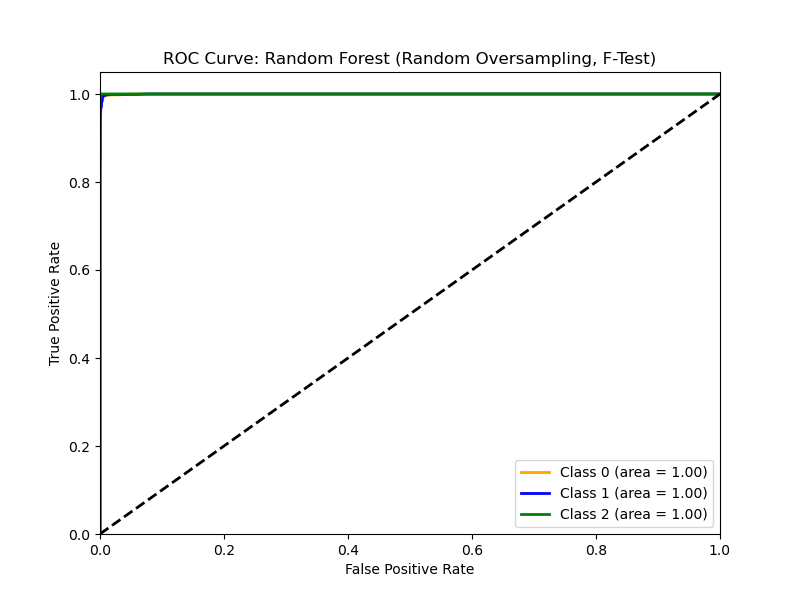 ROC Curve: Random Forest (Random Oversampling, F-Test)
True Positive Rate
1.0
0.8
0.6
0.4
0.2
0.0
0.0 0.2 0.4 0.6 0.8 1.0
False Positive Rate
Class 0 (area = 1.00)
Class 1 (area = 1.00)
Class 2 (area = 1.00)